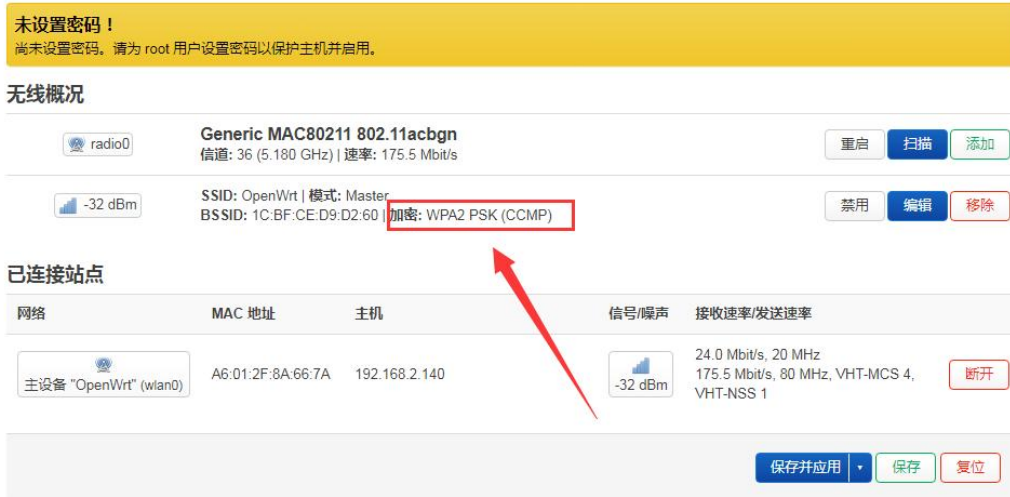 未设置密码！
尚未设置密码。请为 root 用户设置密码以保护主机并启用。
无线概况
radio0
Generic MAC80211 802.11acbgn
信道: 36 (5.180 GHz) | 速率: 175.5 Mbit/s
重启 扫描 添加
-32 dBm
SSID: OpenWrt | 模式: Master
BSSID: 1C:BF:CE:D9:D2:60 | 加密: WPA2 PSK (CCMP)
禁用 编辑 移除
已连接站点
网络 MAC 地址 主机 信号/噪声 接收速率/发送速率
主设备 "OpenWrt" (wlan0)
A6:01:2F:8A:66:7A
192.168.2.140
-32 dBm
24.0 Mbit/s, 20 MHz
175.5 Mbit/s, 80 MHz, VHT-MCS 4,
VHT-NSS 1
断开
保存并应用 保存 复位